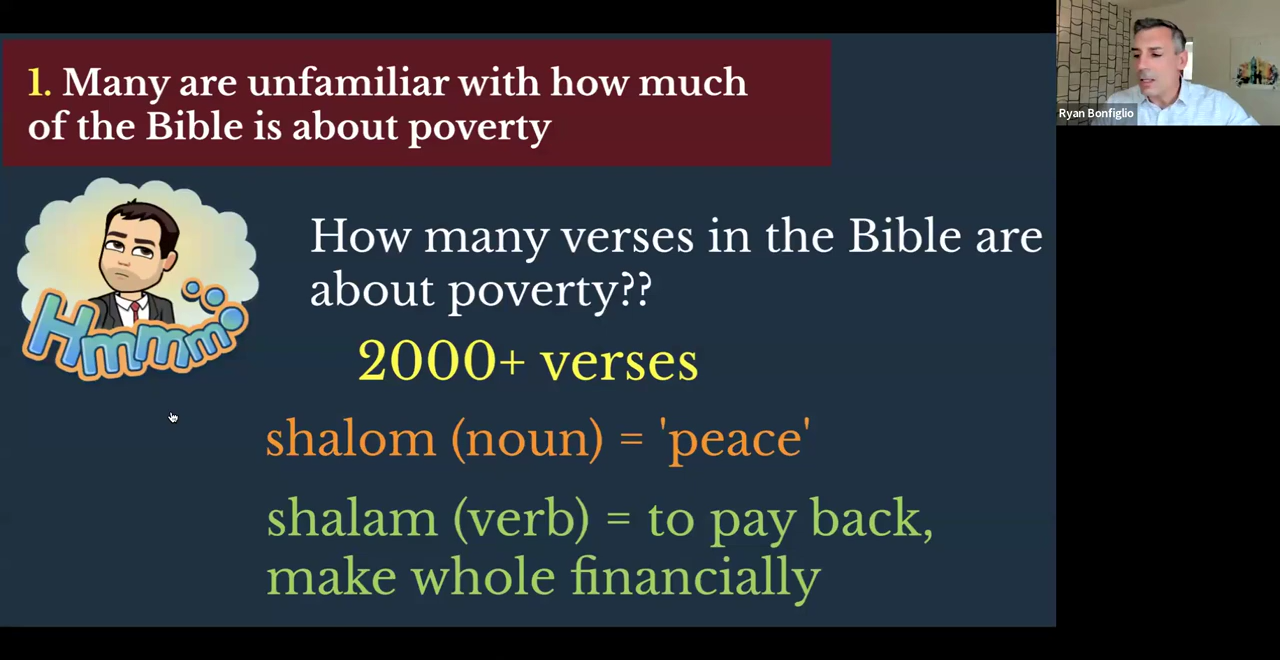 1. Many are unfamiliar with how much
of the Bible is about poverty
Ryan Bonfiglio
Hmmm
How many verses in the Bible are
about poverty??
2000+ verses
shalom (noun) = 'peace'
shalam (verb) = to pay back,
make whole financially